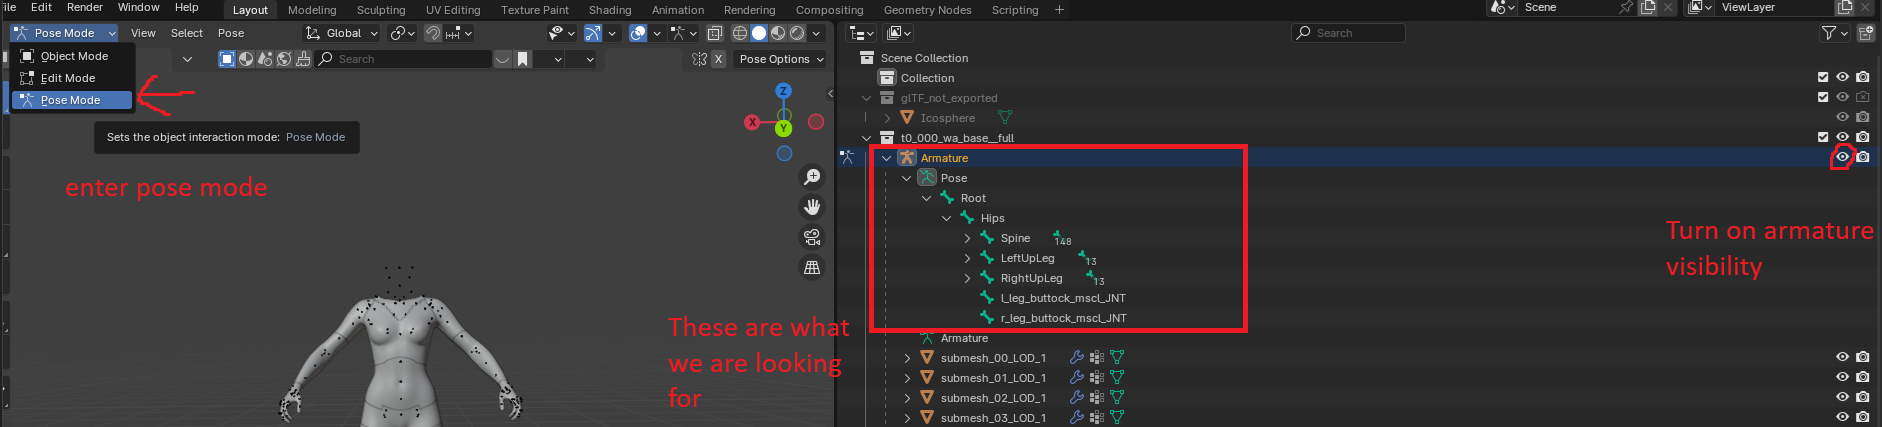 ile Edit Render Window Help Layout Modeling Sculpting UV Editing Texture Paint Shading Animation Rendering Compositing Geometry Nodes Scripting + Scene ViewLayer
Pose Mode View Select Pose Global Search
Object Mode Search X Pose Options
Edit Mode
Pose Mode
Sets the object interaction mode: Pose Mode
enter pose mode
Z
X
Y
Scene Collection
Collection
glTF_not_exported
Icosphere
t0_000_wa_base__full
Armature
Pose
Root
Hips
Spine 148
LeftUpLeg 13
RightUpLeg 13
l_leg_buttock_mscl_JNT
r_leg_buttock_mscl_JNT
Armature
submesh_00_LOD_1
submesh_01_LOD_1
submesh_02_LOD_1
submesh_03_LOD_1
These are what
we are looking
for
Turn on armature
visibility